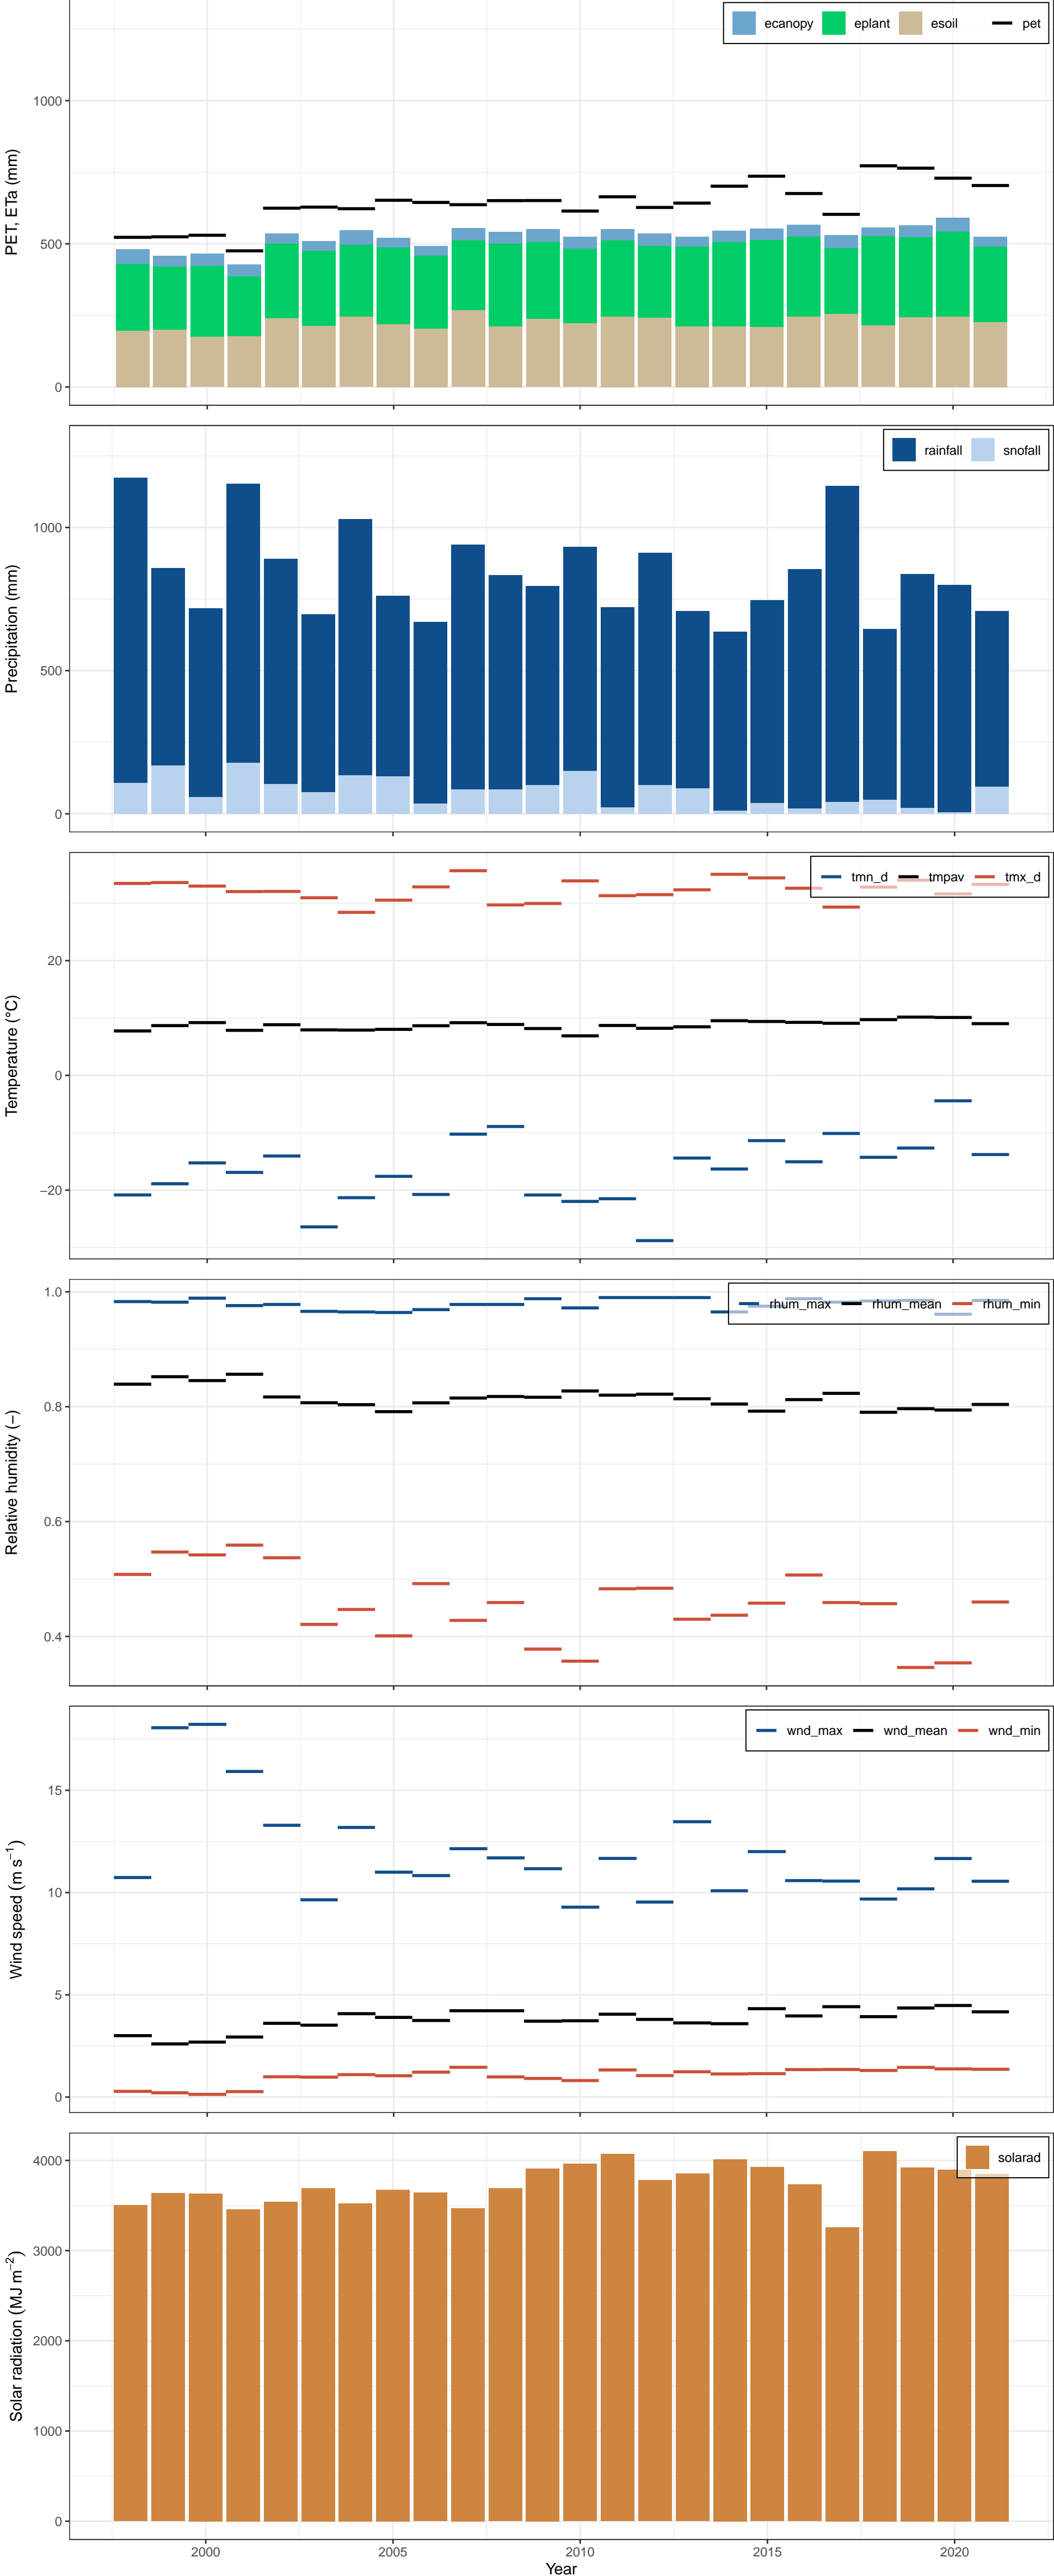 ecanopy eplant esoil pet
PET, ETa (mm)
1000
500
0
rainfall snofall
Precipitation (mm)
1000
500
0
tmn_d tmpav tmx_d
Temperature (°C)
20
0
−20
rhum_max rhum_mean rhum_min
Relative humidity (−)
1.0
0.8
0.6
0.4
wnd_max wnd_mean wnd_min
Wind speed (m s⁻¹)
15
10
5
0
solarad
Solar radiation (MJ m⁻²)
4000
3000
2000
1000
0
2000 2005 2010 2015 2020
Year